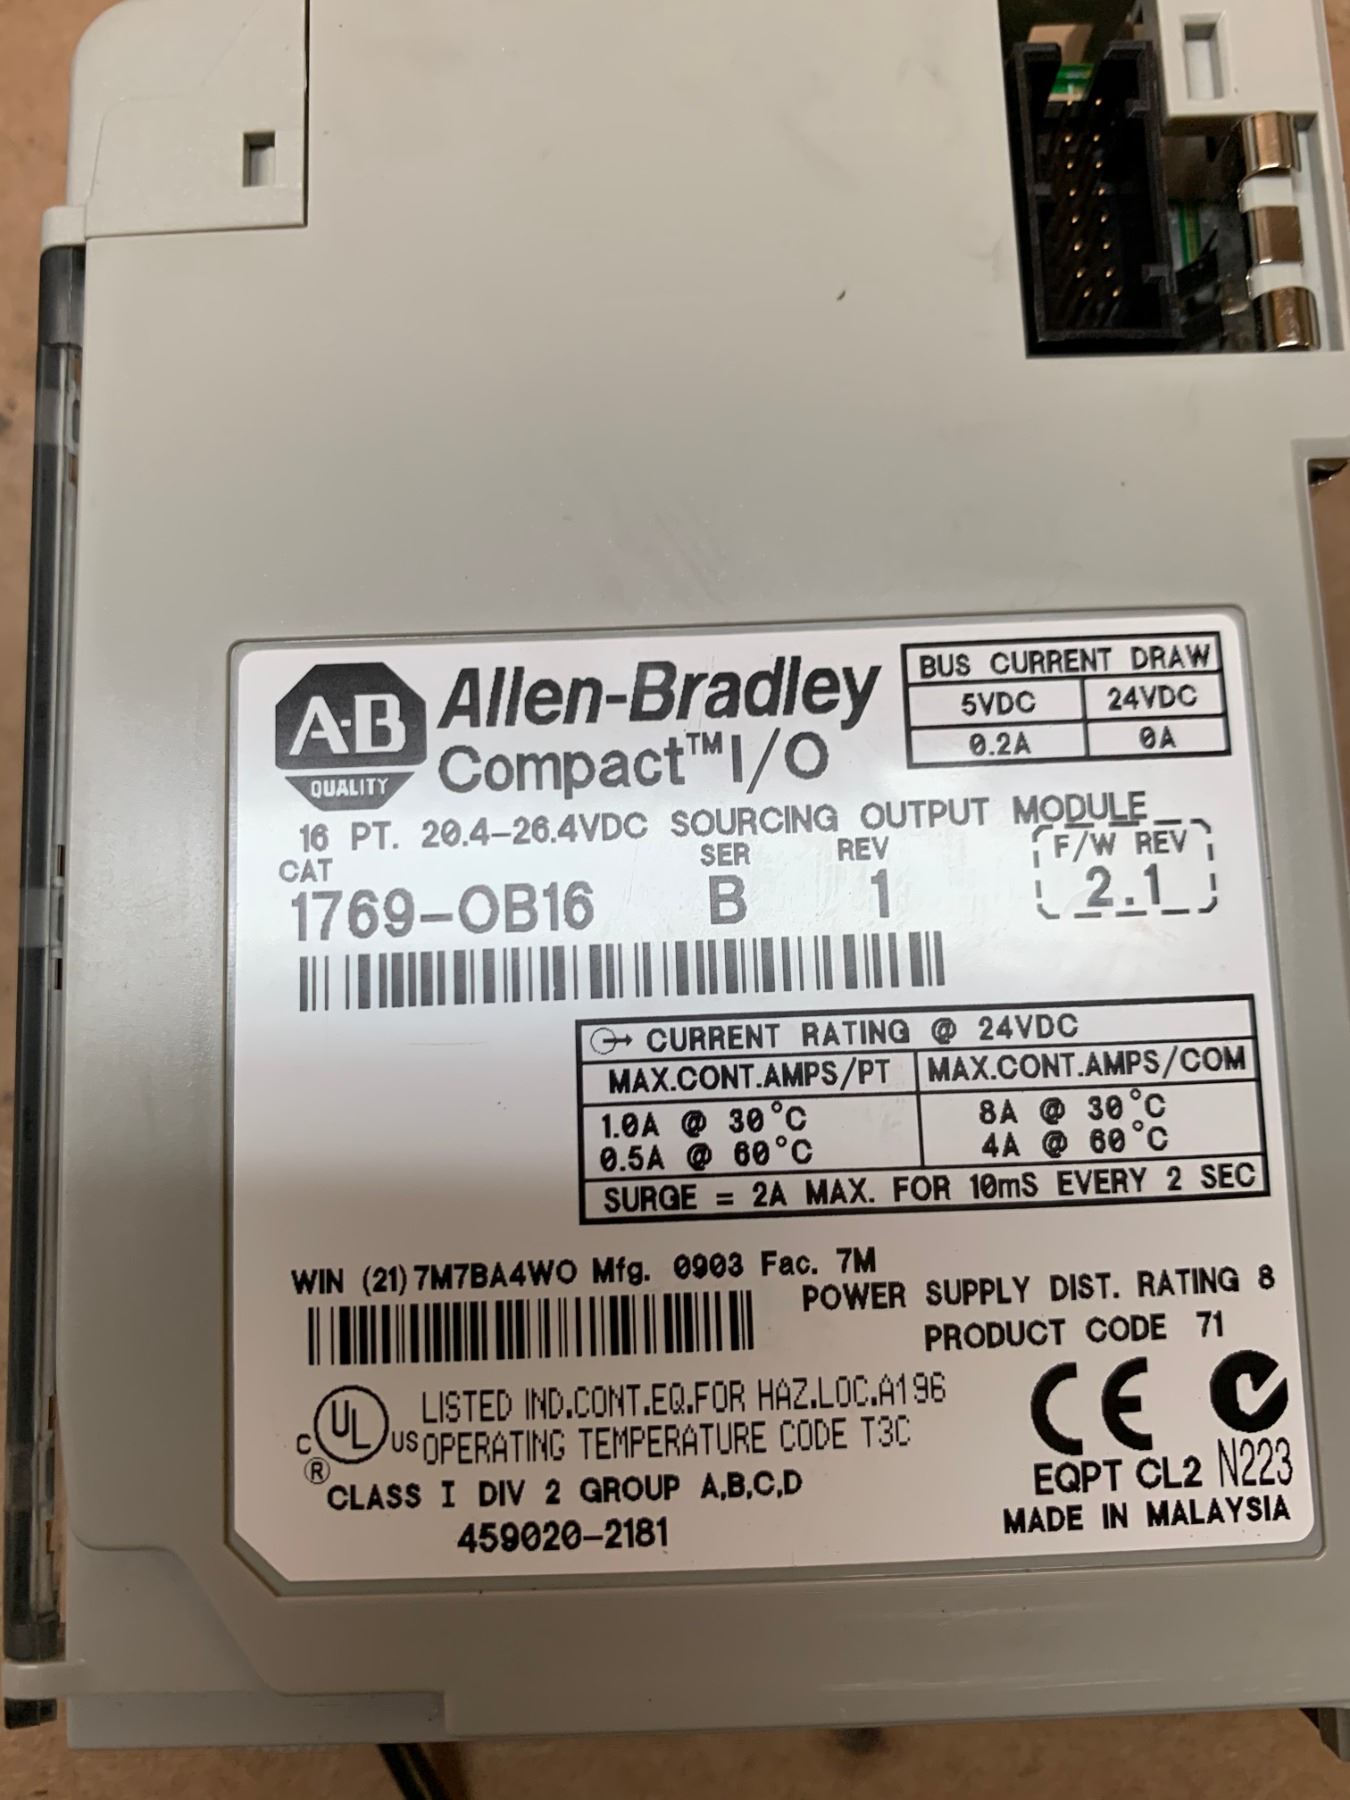 A-B
QUALITY
Allen-Bradley
Compact™ I/O
BUS CURRENT DRAW
5VDC 24VDC
0.2A 0A
16 PT. 20.4-26.4VDC SOURCING OUTPUT MODULE
CAT SER REV F/W REV
1769-OB16 B 1 2.1
CURRENT RATING @ 24VDC
MAX.CONT.AMPS/PT MAX.CONT.AMPS/COM
1.0A @ 30°C 8A @ 30°C
0.5A @ 60°C 4A @ 60°C
SURGE = 2A MAX. FOR 10mS EVERY 2 SEC
WIN (21) 7M7BA4WO Mfg. 0903 Fac. 7M
POWER SUPPLY DIST. RATING 8
PRODUCT CODE 71
C UL US ®
LISTED IND.CONT.EQ.FOR HAZ.LOC.A196
OPERATING TEMPERATURE CODE T3C
CLASS I DIV 2 GROUP A,B,C,D
459020-2181
CE
EQPT CL2 N223
MADE IN MALAYSIA